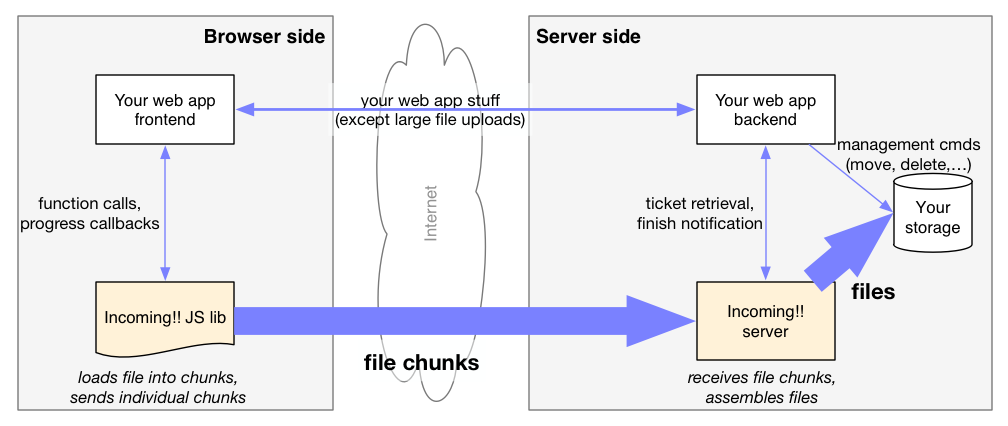 Browser side
Server side
Your web app
frontend
your web app stuff
(except large file uploads)
Your web app
backend
management cmds
(move, delete,...)
function calls,
progress callbacks
Internet
ticket retrieval,
finish notification
Your
storage
files
Incoming!! JS lib
file chunks
Incoming!!
server
loads file into chunks,
sends individual chunks
receives file chunks,
assembles files